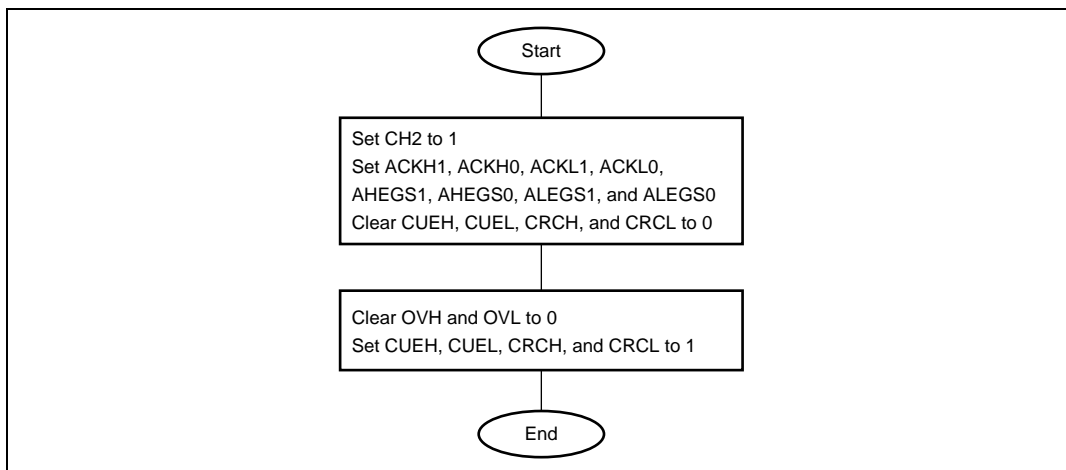 Start
Set CH2 to 1
Set ACKH1, ACKH0, ACKL1, ACKL0,
AHEGS1, AHEGS0, ALEGS1, and ALEGS0
Clear CUEH, CUEL, CRCH, and CRCL to 0
Clear OVH and OVL to 0
Set CUEH, CUEL, CRCH, and CRCL to 1
End